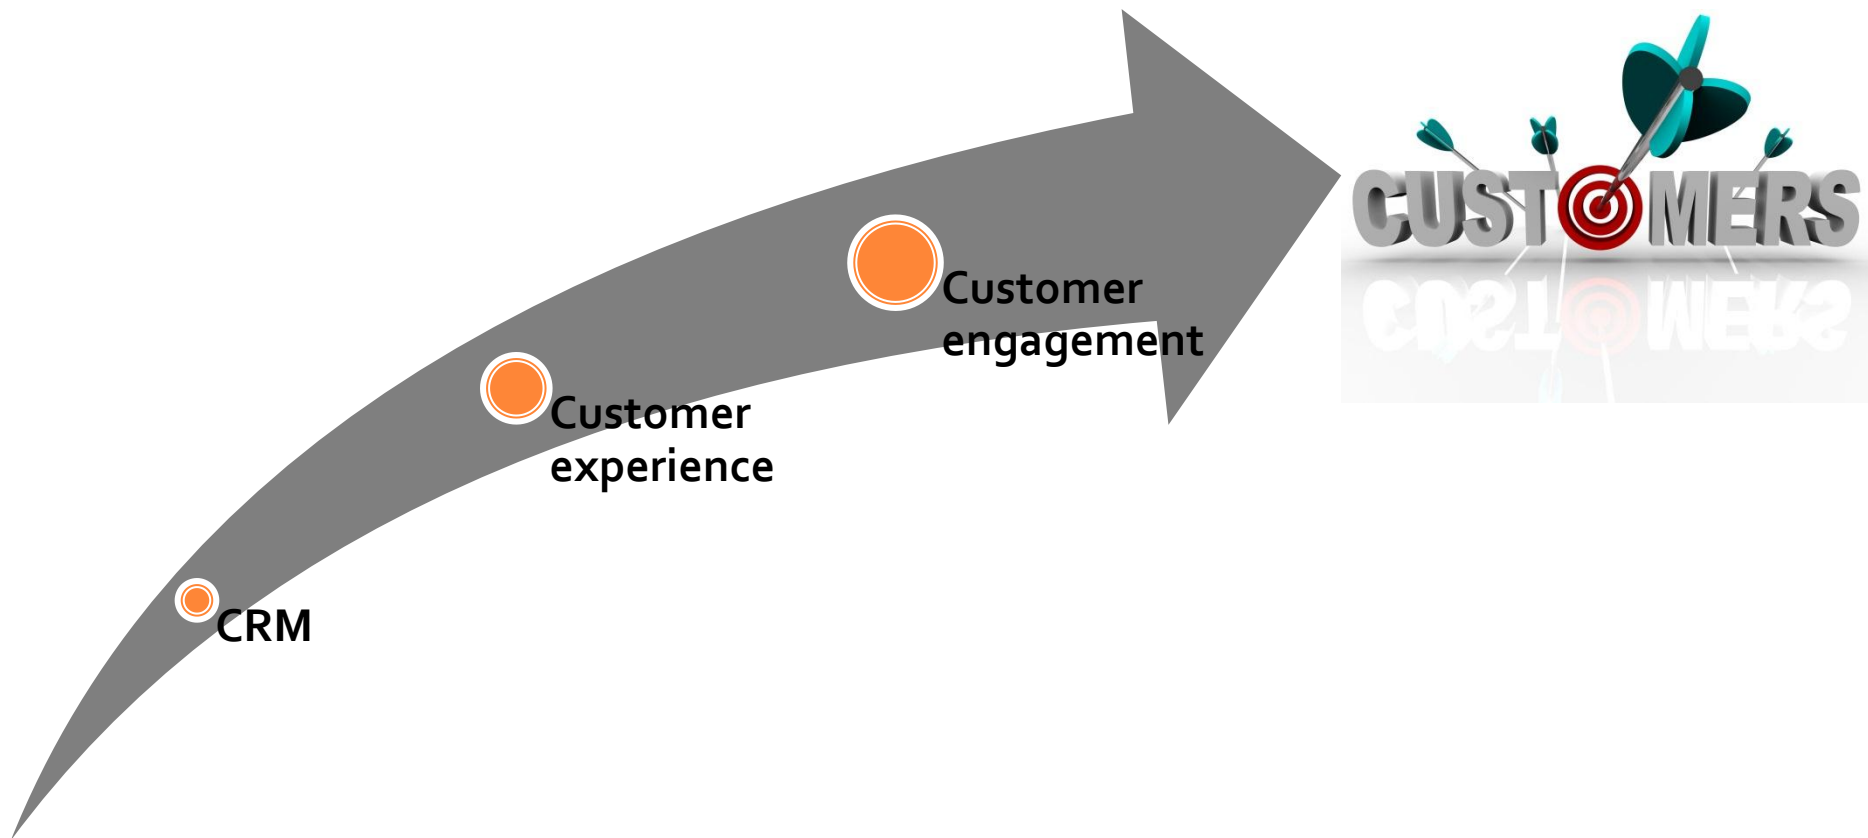 CUSTOMERS
Customer
engagement
Customer
experience
CRM